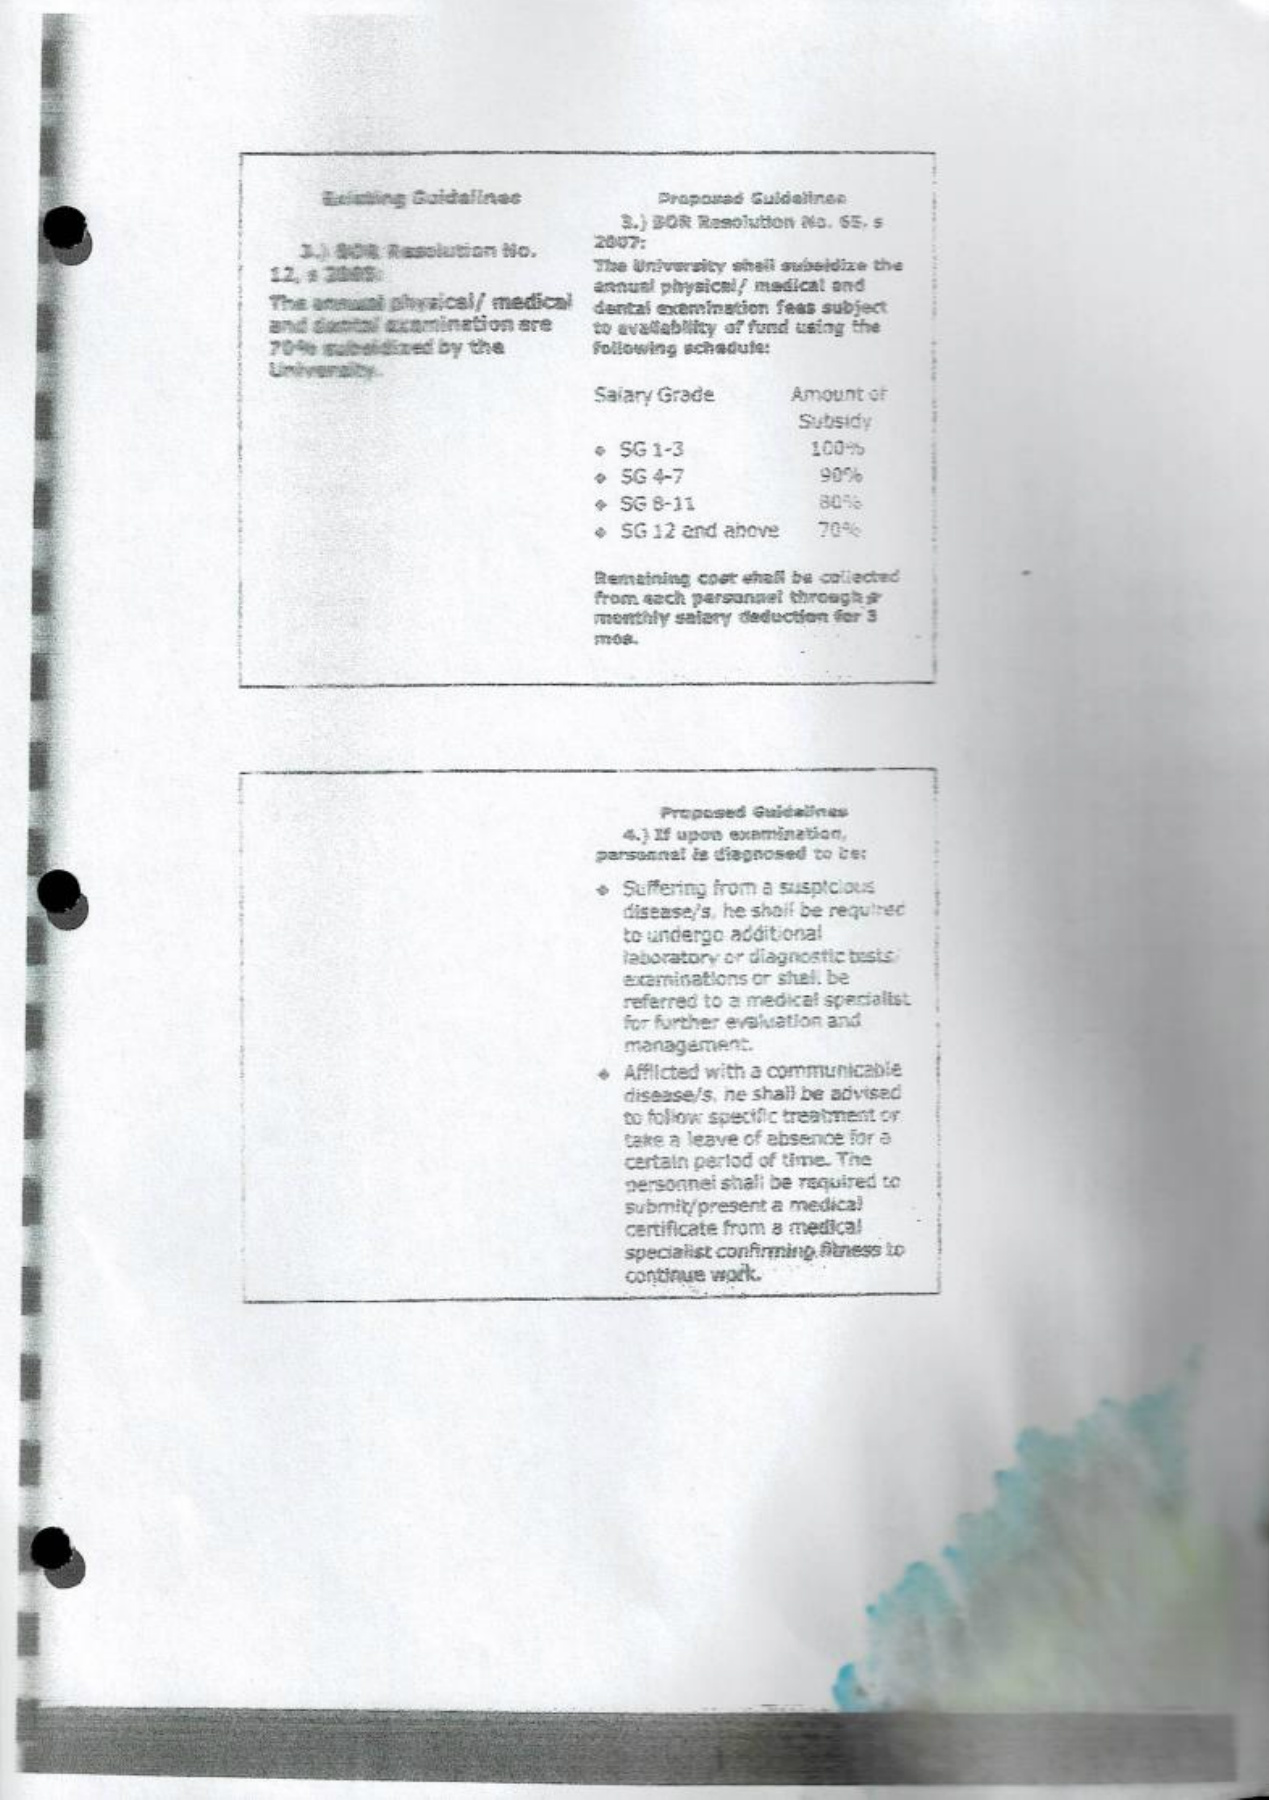 Existing Guidelines
3.) BOR Resolution No.
12, s 2005:
The annual physical/ medical
and dental examination are
70% subsidized by the
University.
Proposed Guidelines
3.) BOR Resolution No. 65, s
2007:
The University shall subsidize the
annual physical/ medical and
dental examination fees subject
to availability of fund using the
following schedule:
Salary Grade Amount of
Subsidy
❖ SG 1-3 100%
❖ SG 4-7 90%
❖ SG 8-11 80%
❖ SG 12 and above 70%
Remaining cost shall be collected
from each personnel through
monthly salary deduction for 3
mos.
Proposed Guidelines
4.) If upon examination,
personnel is diagnosed to be:
❖ Suffering from a suspicious
disease/s, he shall be required
to undergo additional
laboratory or diagnostic tests/
examinations or shall be
referred to a medical specialist
for further evaluation and
management.
❖ Afflicted with a communicable
disease/s, he shall be advised
to follow specific treatment or
take a leave of absence for a
certain period of time. The
personnel shall be required to
submit/present a medical
certificate from a medical
specialist confirming fitness to
continue work.